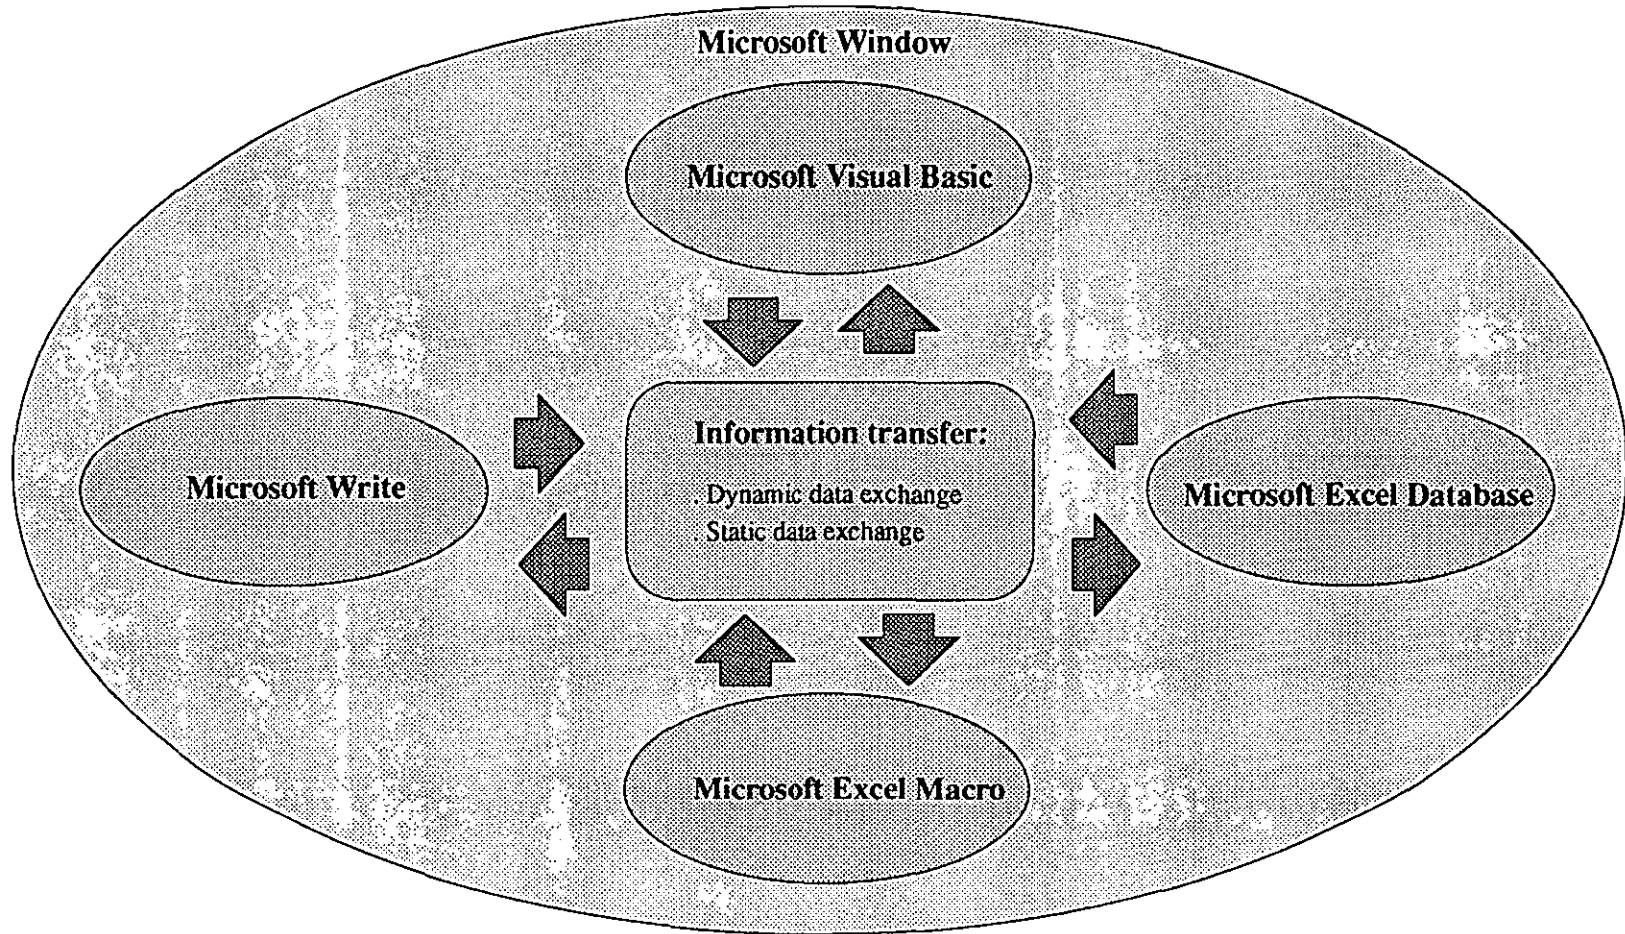 Microsoft Window
Microsoft Visual Basic
Information transfer:
. Dynamic data exchange
. Static data exchange
Microsoft Write
Microsoft Excel Database
Microsoft Excel Macro